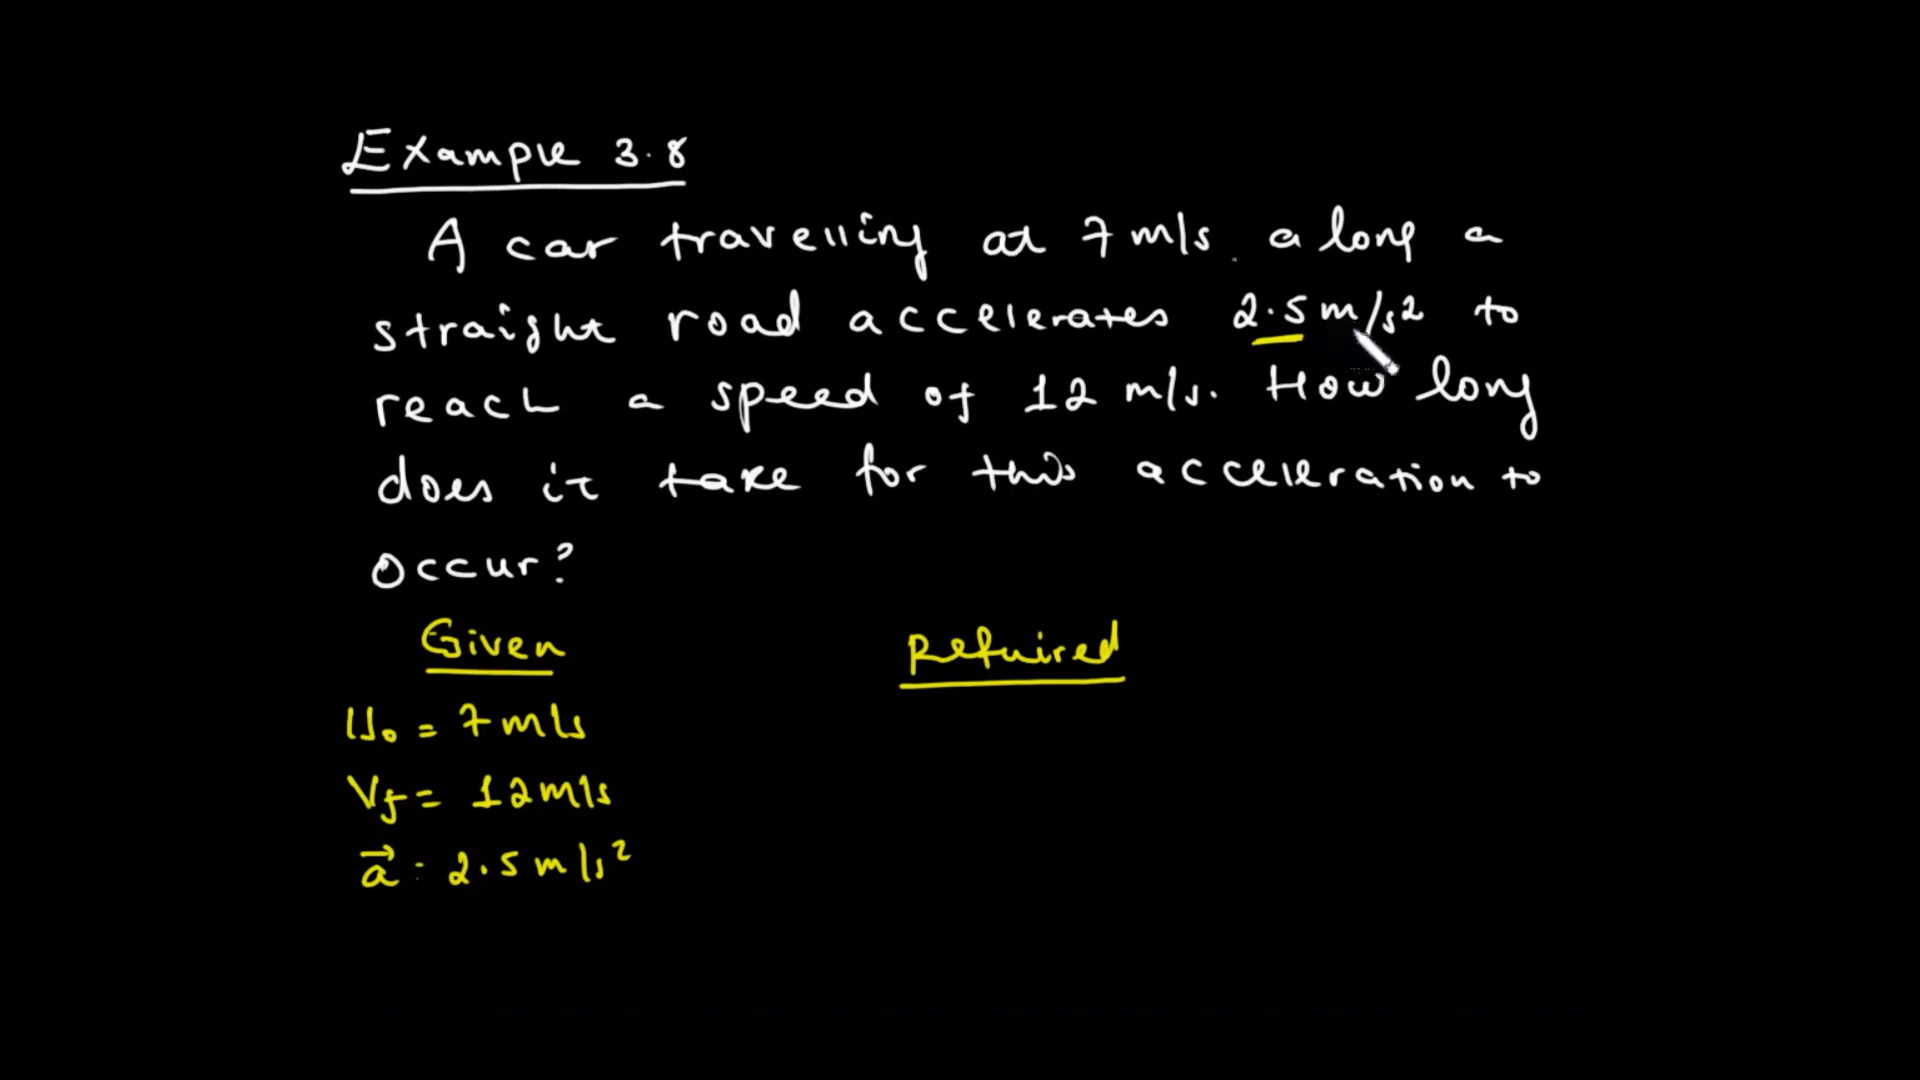 Example 3.8
A car travelling at 7 m/s along a
straight road accelerates 2.5 m/s² to
reach a speed of 12 m/s. How long
does it take for this acceleration to
occur?
Given Required
U₀ = 7 m/s
Vf = 12 m/s
a⃗ = 2.5 m/s²